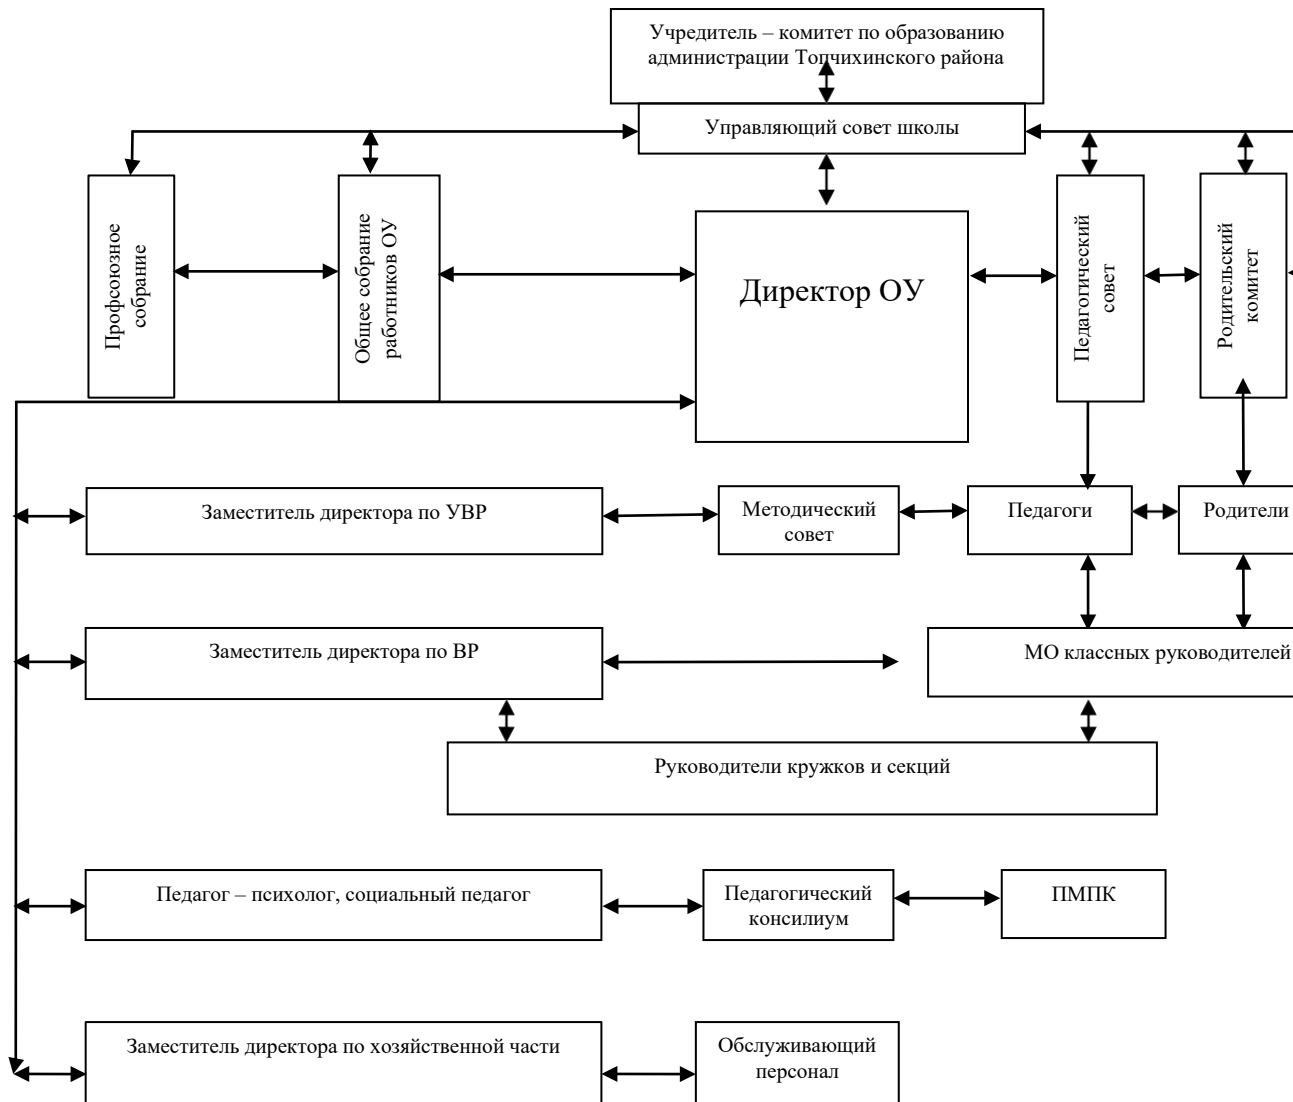 Учредитель – комитет по образованию
администрации Топчихинского района
Управляющий совет школы
Профсоюзное
собрание
Общее собрание
работников ОУ
Директор ОУ
Педагогический
совет
Родительский
комитет
Заместитель директора по УВР
Методический
совет
Педагоги
Родители
Заместитель директора по ВР
МО классных руководителей
Руководители кружков и секций
Педагог – психолог, социальный педагог
Педагогический
консилиум
ПМПК
Заместитель директора по хозяйственной части
Обслуживающий
персонал